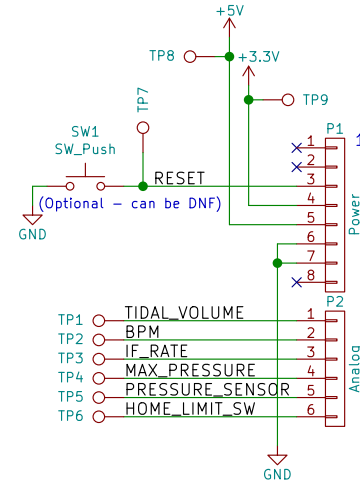 +5V
TP8
+3.3V
TP7
TP9
SW1
SW_Push
P1
1
RESET
(Optional - can be DNF)
GND
1
2
3
4
5
6
7
8
Power
P2
TP1 TIDAL_VOLUME 1
TP2 BPM 2
TP3 IF_RATE 3
TP4 MAX_PRESSURE 4
TP5 PRESSURE_SENSOR 5
TP6 HOME_LIMIT_SW 6
Analog
GND